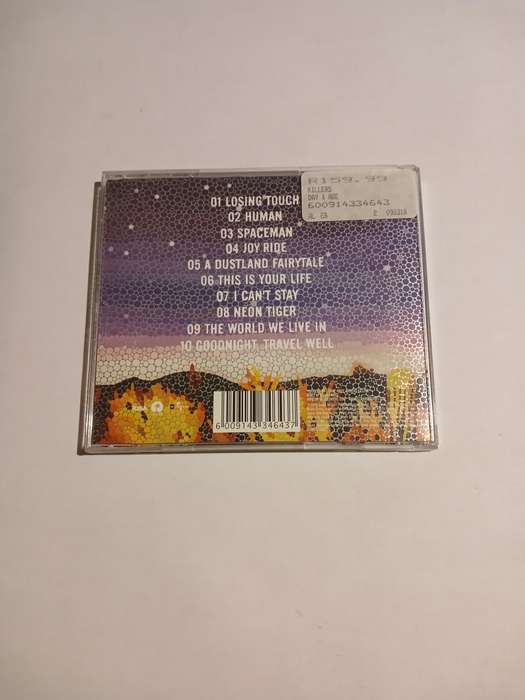 R159.99
KILLERS
DAY & AGE
600914334643
01 LOSING TOUCH
02 HUMAN
03 SPACEMAN
04 JOY RIDE
05 A DUSTLAND FAIRYTALE
06 THIS IS YOUR LIFE
07 I CAN'T STAY
08 NEON TIGER
09 THE WORLD WE LIVE IN
10 GOODNIGHT, TRAVEL WELL
6 009143 346437